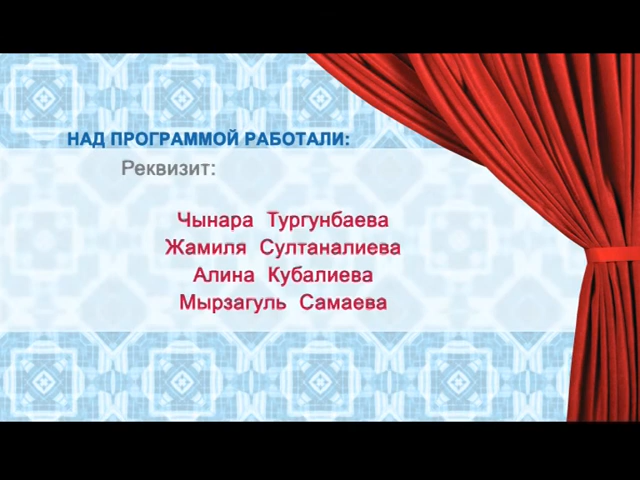 НАД ПРОГРАММОЙ РАБОТАЛИ:
Реквизит:
Чынара Тургунбаева
Жамиля Султаналиева
Алина Кубалиева
Мырзагуль Самаева